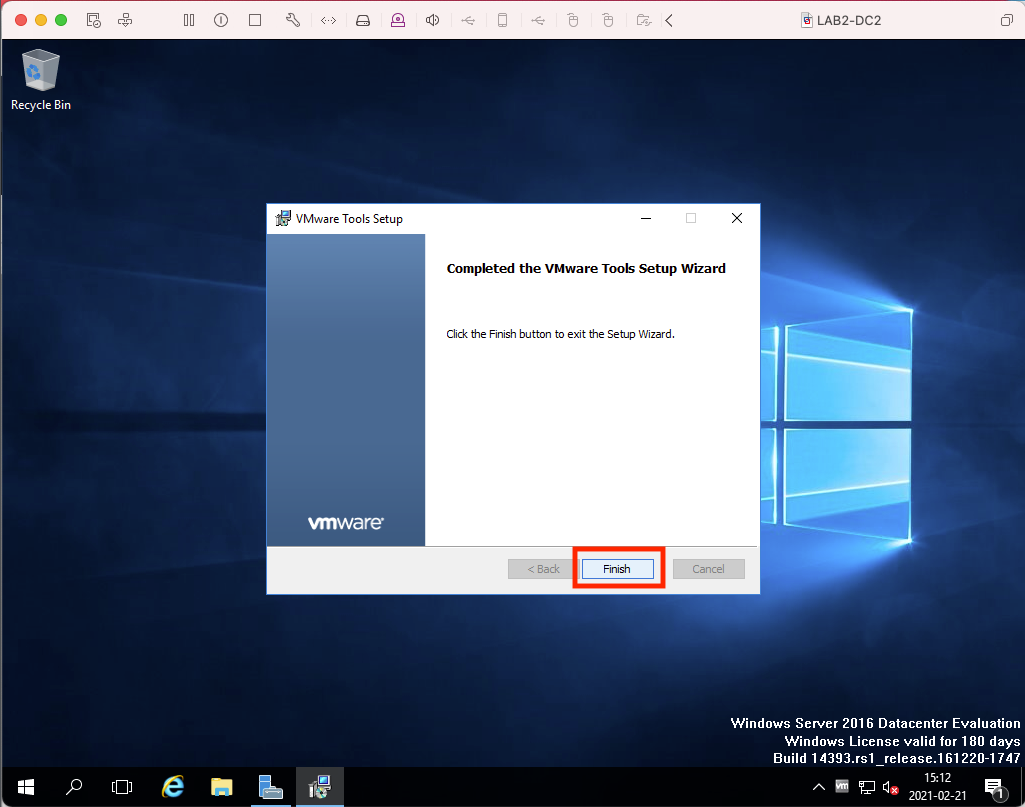 LAB2-DC2
Recycle Bin
VMware Tools Setup
Completed the VMware Tools Setup Wizard
Click the Finish button to exit the Setup Wizard.
vmware®
< Back
Finish
Cancel
Windows Server 2016 Datacenter Evaluation
Windows License valid for 180 days
Build 14393.rs1_release.161220-1747
vm
15:12
2021-02-21
1